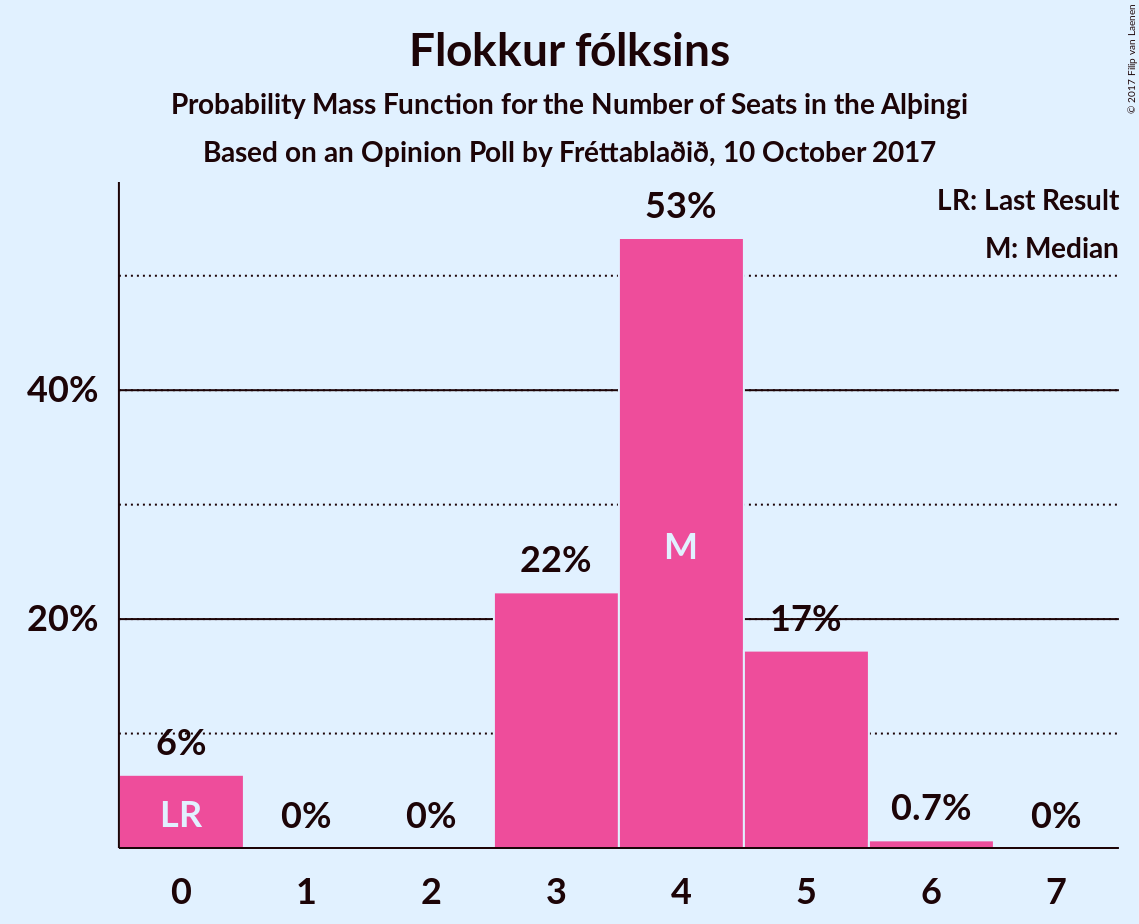 Flokkur fólksins
Probability Mass Function for the Number of Seats in the Alþingi
Based on an Opinion Poll by Fréttablaðið, 10 October 2017
© 2017 Filip van Laenen
LR: Last Result
M: Median
53%
40%
M
22%
20%
17%
6%
LR
0%
0%
0.7%
0%
0 1 2 3 4 5 6 7